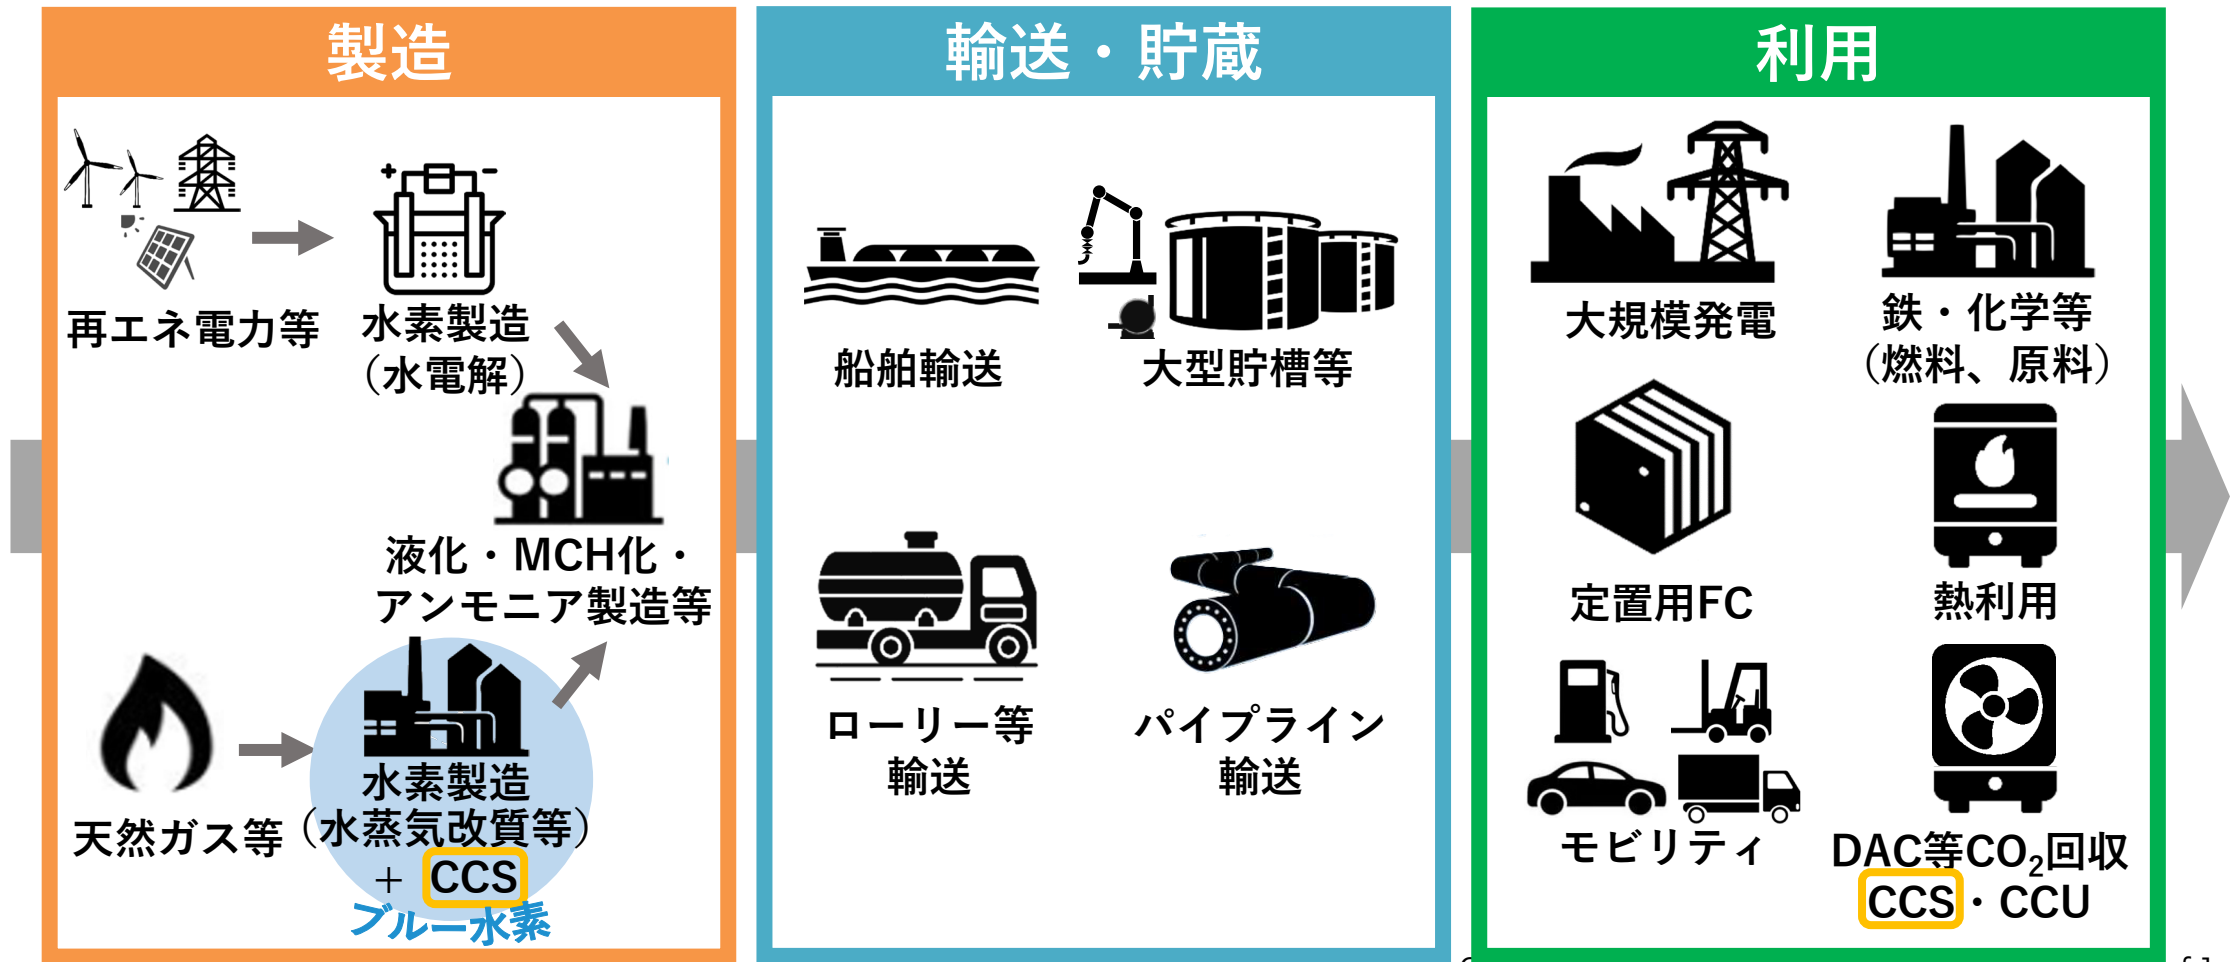 製造
再エネ電力等
水素製造
（水電解）
液化・MCH化・
アンモニア製造等
天然ガス等
水素製造
（水蒸気改質等）
＋ CCS
ブルー水素
輸送・貯蔵
船舶輸送
大型貯槽等
ローリー等
輸送
パイプライン
輸送
利用
大規模発電
鉄・化学等
（燃料、原料）
定置用FC
熱利用
モビリティ
DAC等CO₂回収
CCS・CCU